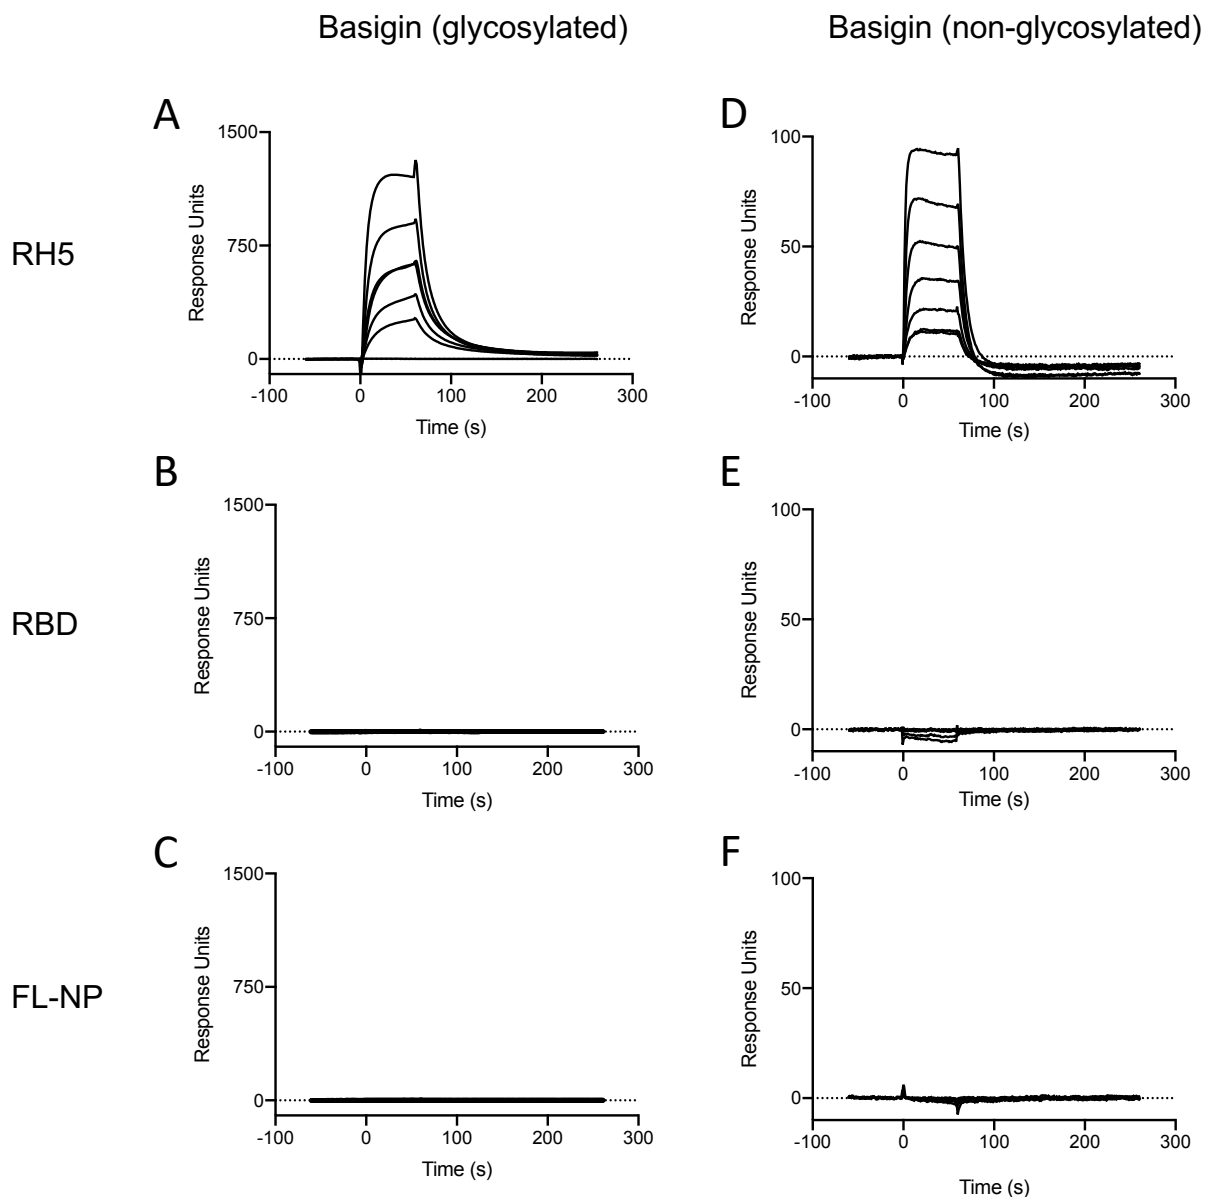 Basigin (glycosylated)
Basigin (non-glycosylated)
RH5
A
1500
750
0
Response Units
-100 0 100 200 300
Time (s)
D
100
50
0
Response Units
-100 0 100 200 300
Time (s)
RBD
B
1500
750
0
Response Units
-100 0 100 200 300
Time (s)
E
100
50
0
Response Units
-100 0 100 200 300
Time (s)
FL-NP
C
1500
750
0
Response Units
-100 0 100 200 300
Time (s)
F
100
50
0
Response Units
-100 0 100 200 300
Time (s)